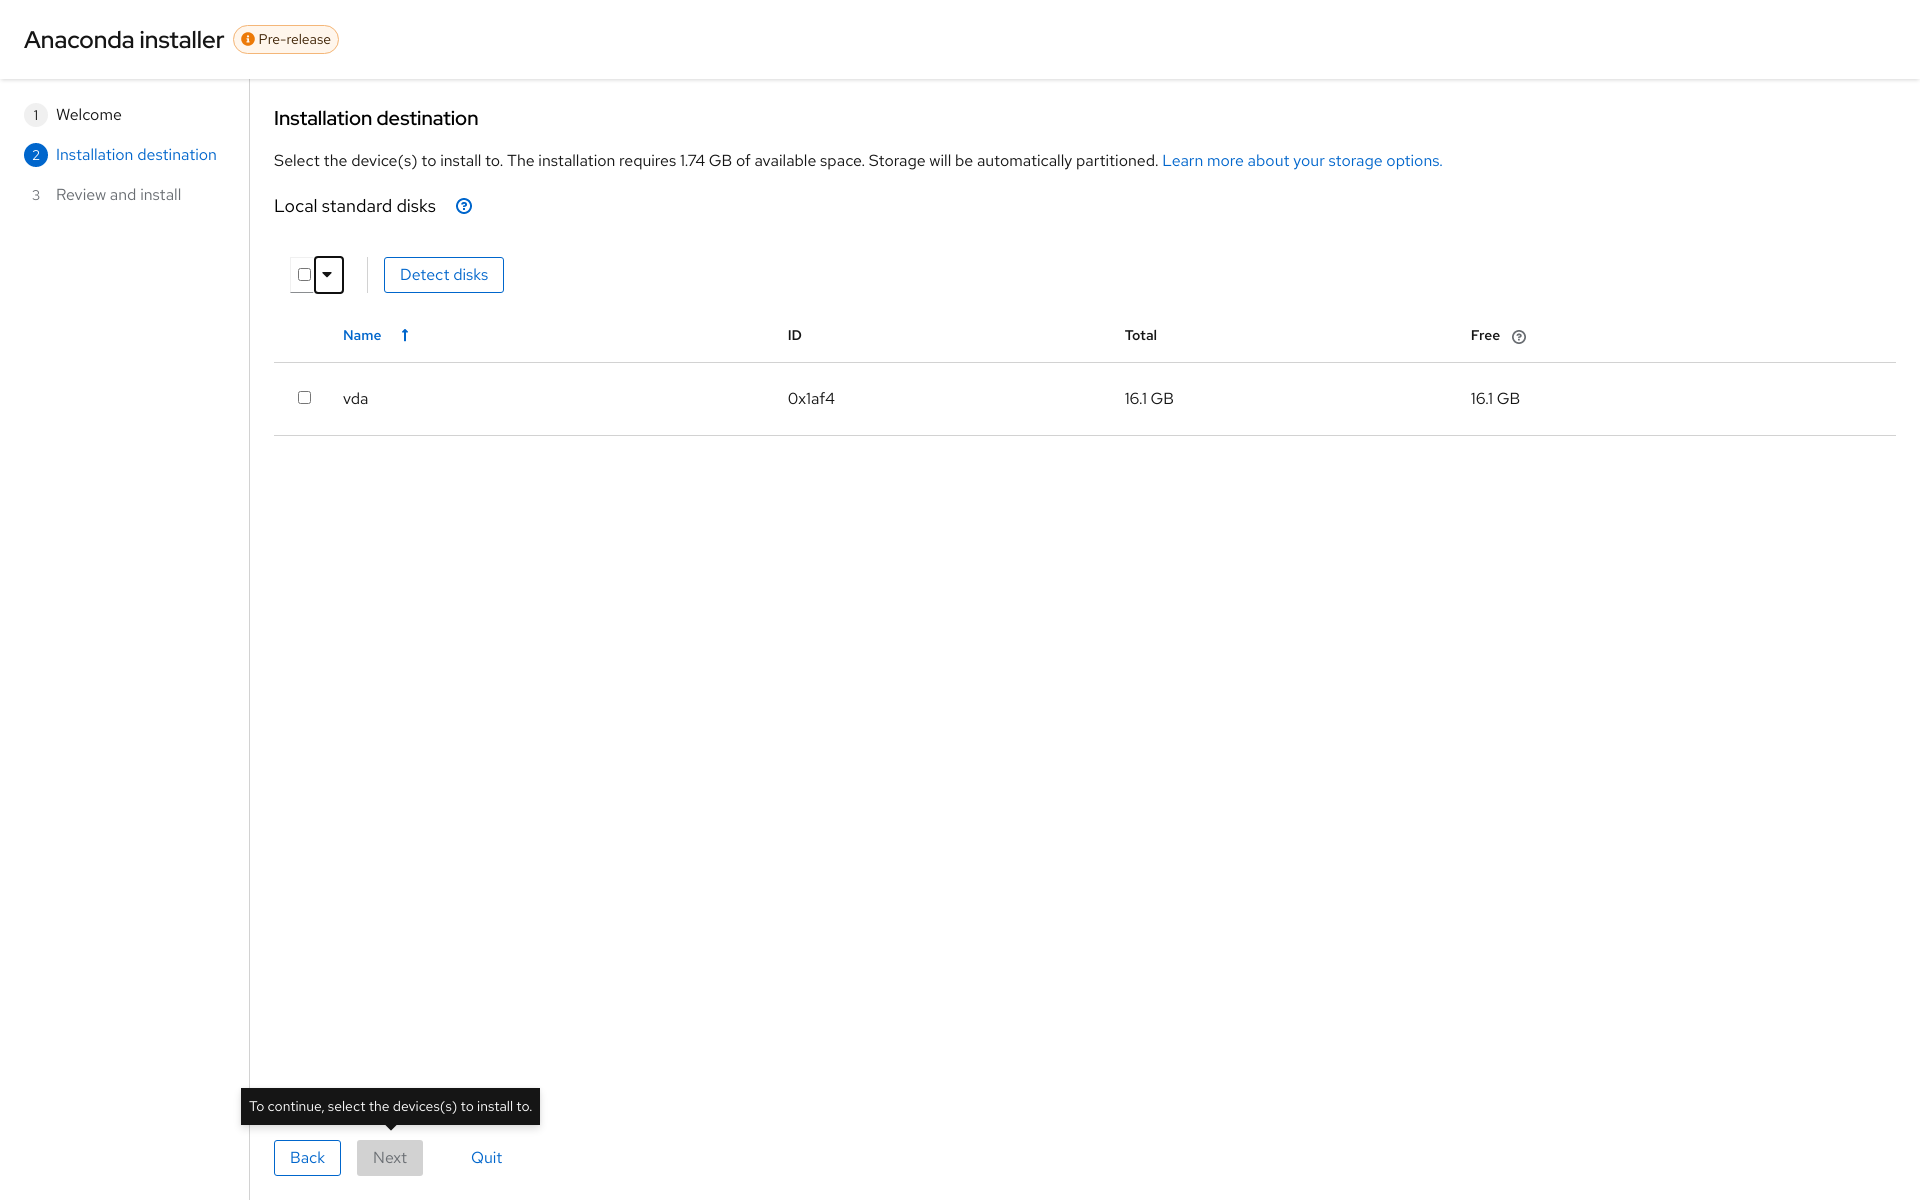 Anaconda installer Pre-release
1 Welcome
2 Installation destination
3 Review and install
Installation destination
Select the device(s) to install to. The installation requires 1.74 GB of available space. Storage will be automatically partitioned. Learn more about your storage options.
Local standard disks
Detect disks
Name ID Total Free
vda 0x1af4 16.1 GB 16.1 GB
To continue, select the devices(s) to install to.
Back Next Quit